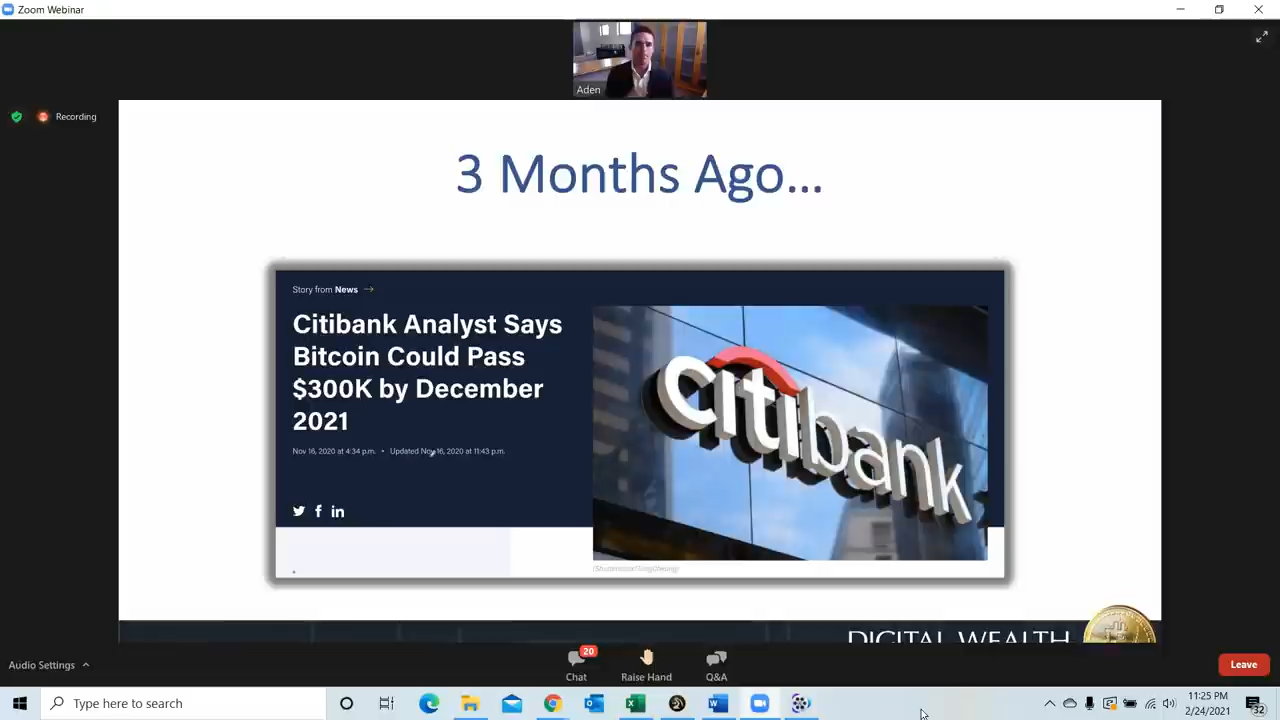 Zoom Webinar
Aden
Recording
3 Months Ago...
Story from News →
Citibank Analyst Says
Bitcoin Could Pass
$300K by December
2021
Nov 16, 2020 at 4:34 p.m. • Updated Nov 16, 2020 at 11:43 p.m.
citibank
DIGITAL WEALTH
Audio Settings
20
Chat
Raise Hand
Q&A
Leave
Type here to search
11:25 PM
2/24/2021
32